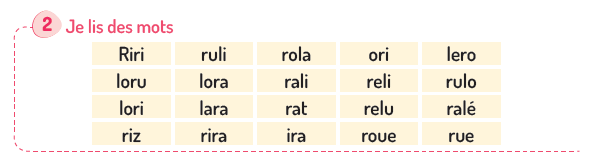 2 Je lis des mots
Riri ruli rola ori lero
loru lora rali reli rulo
lori lara rat relu ralé
riz rira ira roue rue